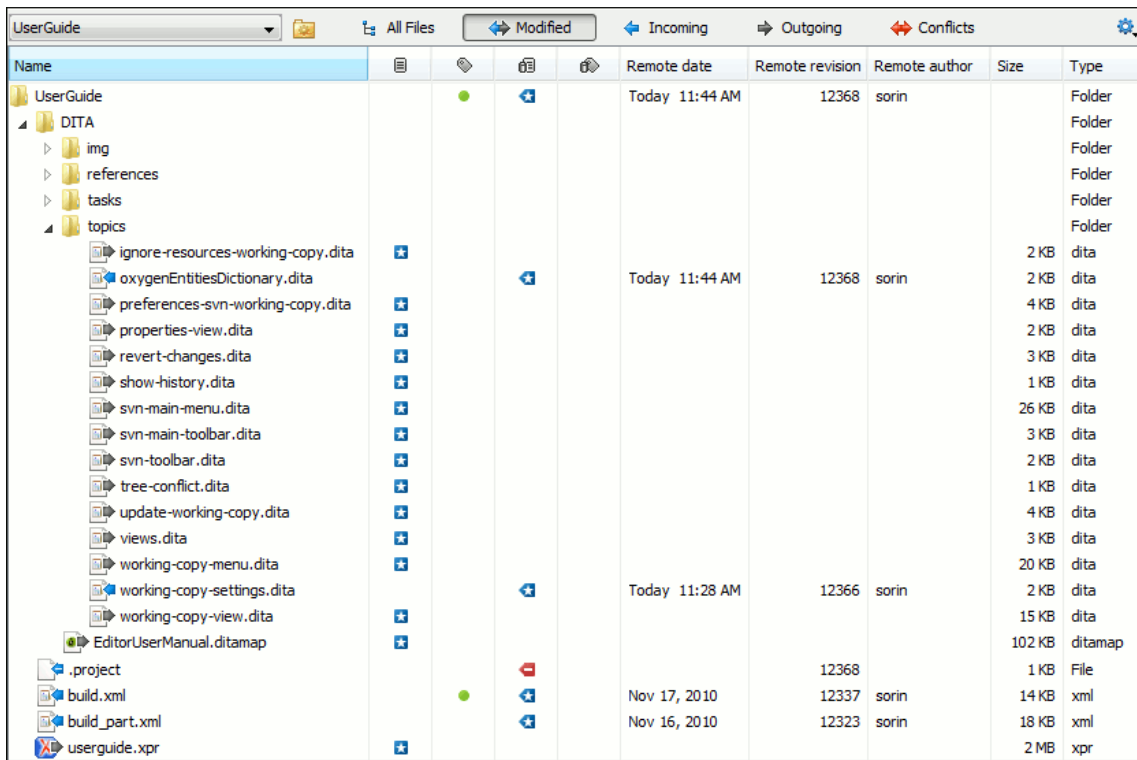 UserGuide All Files Modified Incoming Outgoing Conflicts
Name Remote date Remote revision Remote author Size Type
UserGuide Today 11:44 AM 12368 sorin Folder
DITA Folder
img Folder
references Folder
tasks Folder
topics Folder
ignore-resources-working-copy.dita 2 KB dita
oxygenEntitiesDictionary.dita Today 11:44 AM 12368 sorin 2 KB dita
preferences-svn-working-copy.dita 4 KB dita
properties-view.dita 2 KB dita
revert-changes.dita 3 KB dita
show-history.dita 1 KB dita
svn-main-menu.dita 26 KB dita
svn-main-toolbar.dita 3 KB dita
svn-toolbar.dita 2 KB dita
tree-conflict.dita 1 KB dita
update-working-copy.dita 4 KB dita
views.dita 3 KB dita
working-copy-menu.dita 20 KB dita
working-copy-settings.dita Today 11:28 AM 12366 sorin 2 KB dita
working-copy-view.dita 15 KB dita
EditorUserManual.ditamap 102 KB ditamap
.project 12368 1 KB File
build.xml Nov 17, 2010 12337 sorin 14 KB xml
build_part.xml Nov 16, 2010 12323 sorin 18 KB xml
userguide.xpr 2 MB xpr